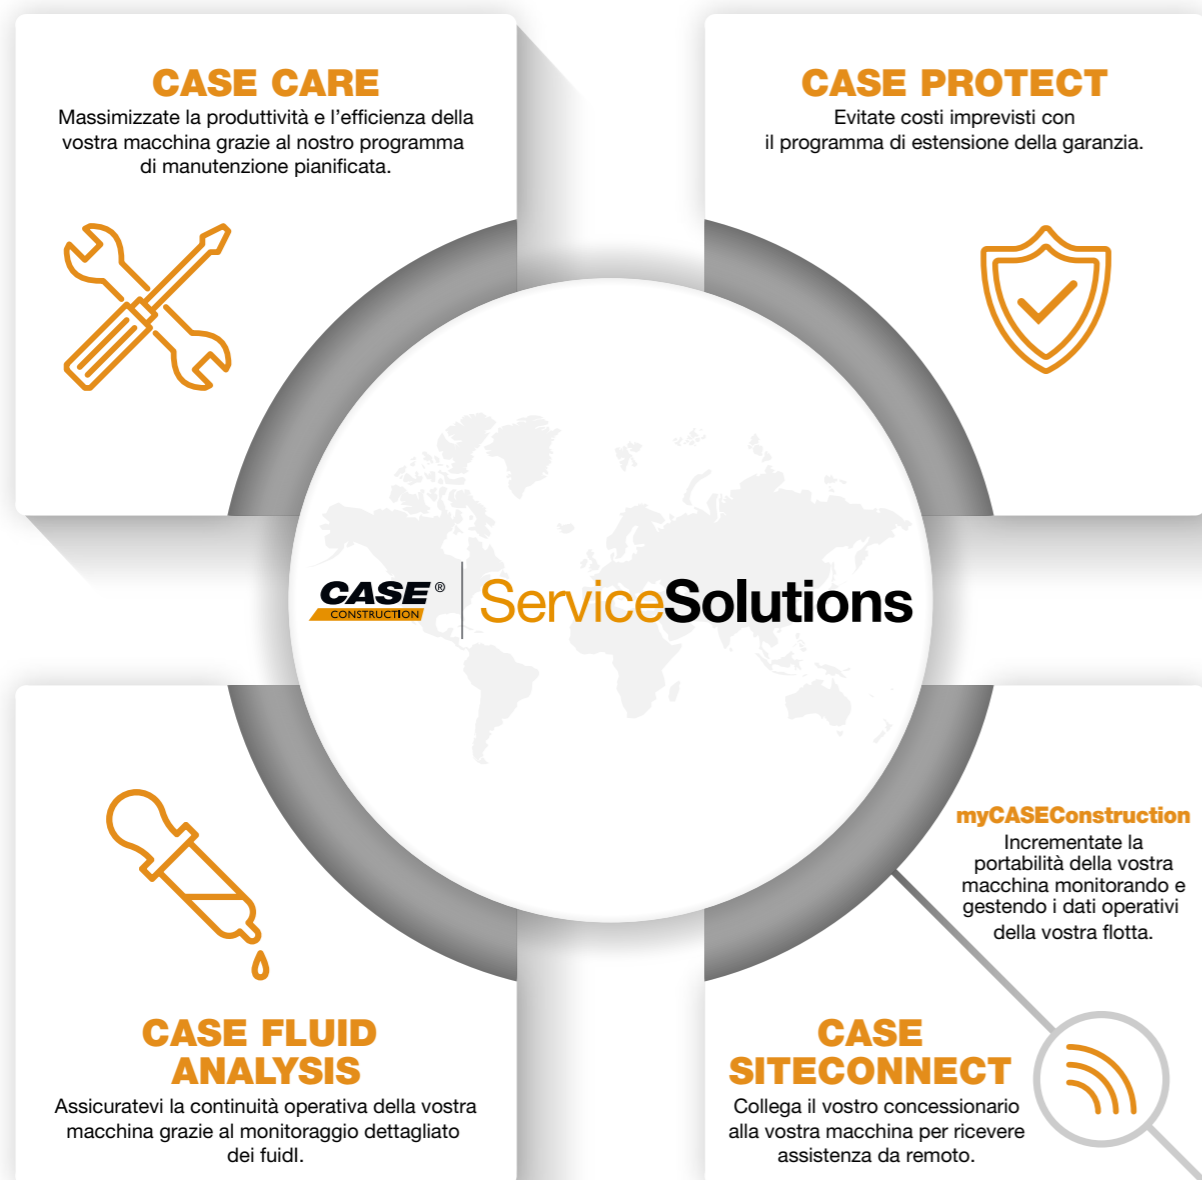 CASE CARE
Massimizzate la produttività e l'efficienza della
vostra macchina grazie al nostro programma
di manutenzione pianificata.
CASE PROTECT
Evitate costi imprevisti con
il programma di estensione della garanzia.
CASE®
CONSTRUCTION
ServiceSolutions
CASE FLUID
ANALYSIS
Assicuratevi la continuità operativa della vostra
macchina grazie al monitoraggio dettagliato
dei fuidl.
myCASEConstruction
Incrementate la
portabilità della vostra
macchina monitorando e
gestendo i dati operativi
della vostra flotta.
CASE
SITECONNECT
Collega il vostro concessionario
alla vostra macchina per ricevere
assistenza da remoto.